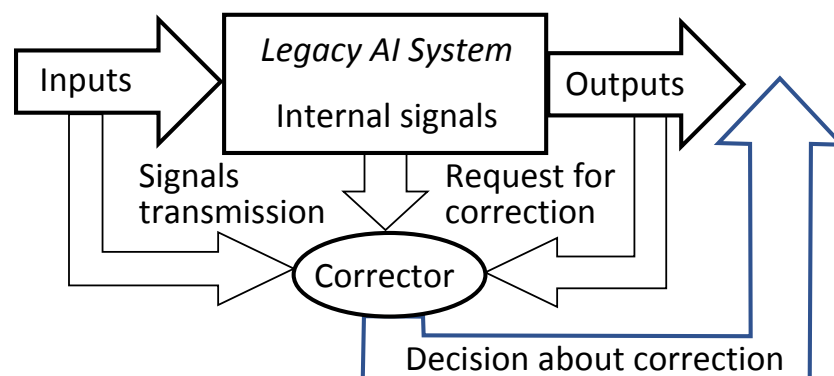 Legacy AI System
Inputs
Internal signals
Outputs
Signals
transmission
Request for
correction
Corrector
Decision about correction